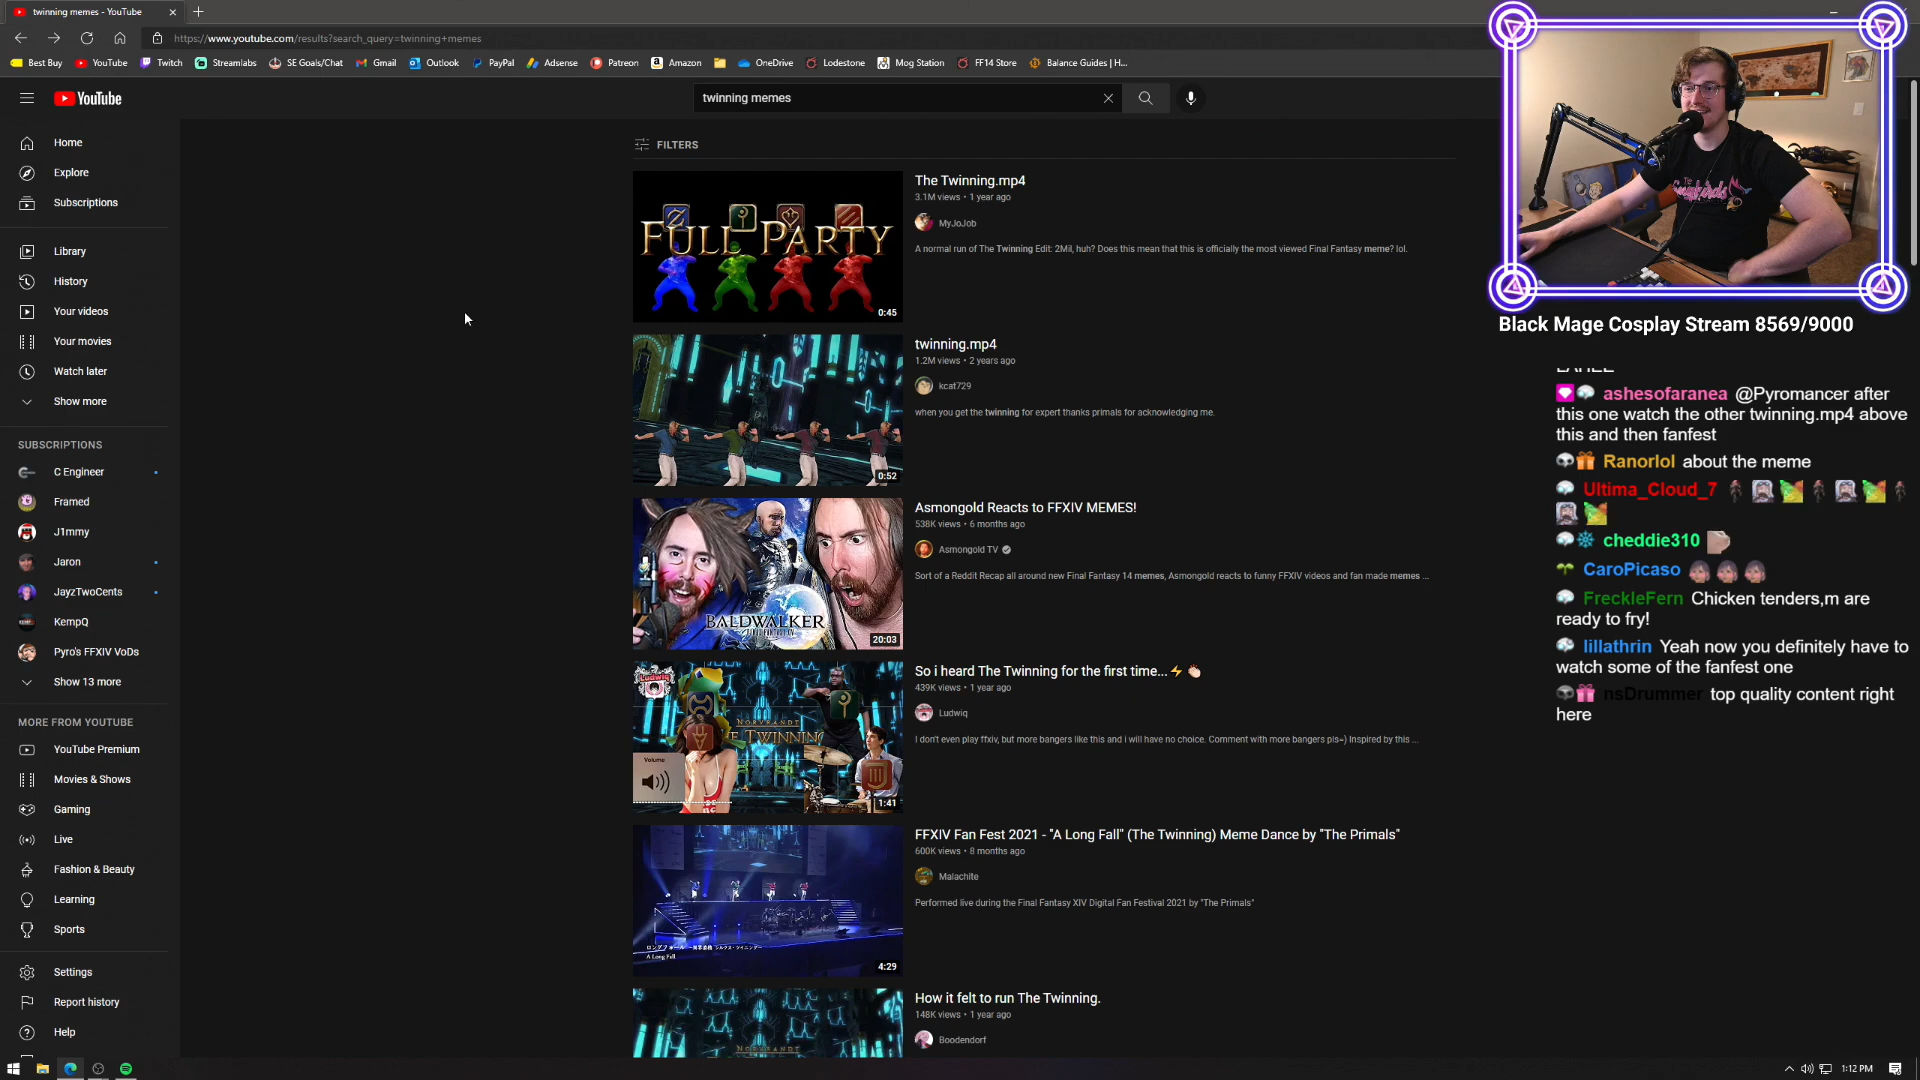 twinning memes - YouTube
https://www.youtube.com/results?search_query=twinning+memes
Best Buy YouTube Twitch Streamlabs SE Goals/Chat Gmail Outlook PayPal Adsense Patreon Amazon OneDrive Lodestone Mog Station FF14 Store Balance Guides | H...
YouTube
twinning memes
Home
Explore
Subscriptions
Library
History
Your videos
Your movies
Watch later
Show more
SUBSCRIPTIONS
C Engineer
Framed
J1mmy
Jaron
JayzTwoCents
KempQ
Pyro's FFXIV VoDs
Show 13 more
MORE FROM YOUTUBE
YouTube Premium
Movies & Shows
Gaming
Live
Fashion & Beauty
Learning
Sports
Settings
Report history
Help
FILTERS
FULL PARTY
0:45
The Twinning.mp4
3.1M views • 1 year ago
MyJoJob
A normal run of The Twinning Edit: 2Mil, huh? Does this mean that this is officially the most viewed Final Fantasy meme? lol.
0:52
twinning.mp4
1.2M views • 2 years ago
kcat729
when you get the twinning for expert thanks primals for acknowledging me.
BALDWALKER
20:03
Asmongold Reacts to FFXIV MEMES!
538K views • 6 months ago
Asmongold TV
Sort of a Reddit Recap all around new Final Fantasy 14 memes, Asmongold reacts to funny FFXIV videos and fan made memes ...
Ludwiq
NORVRANDT
E TWINNING
Volume
1:41
So i heard The Twinning for the first time...⚡👏🏻
439K views • 1 year ago
Ludwiq
I don't even play ffxiv, but more bangers like this and i will have no choice. Comment with more bangers pls=) Inspired by this ...
A Long Fall
4:29
FFXIV Fan Fest 2021 - "A Long Fall" (The Twinning) Meme Dance by "The Primals"
600K views • 8 months ago
Malachite
Performed live during the Final Fantasy XIV Digital Fan Festival 2021 by "The Primals"
NORVRANDT
How it felt to run The Twinning.
148K views • 1 year ago
Boodendorf
Black Mage Cosplay Stream 8569/9000
ashesofaranea @Pyromancer after
this one watch the other twinning.mp4 above
this and then fanfest
Ranorlol about the meme
Ultima_Cloud_7
cheddie310
CaroPicaso
FreckleFern Chicken tenders,m are
ready to fry!
lillathrin Yeah now you definitely have to
watch some of the fanfest one
nsDrummer top quality content right
here
1:12 PM